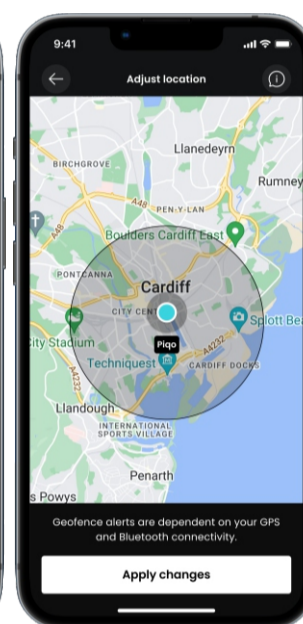 9:41
Adjust location
Llanedeyrn
BIRCHGROVE
Rumney
A48
PEN-Y-LAN
A48
Boulders Cardiff East
PONTCANNA
Cardiff
CITY CEN
City Stadium
Splott Bea
Piqo
Techniquest
A4232
CARDIFF DOCKS
A4232
Llandough
INTERNATIONAL
SPORTS VILLAGE
Penarth
s Powys
Geofence alerts are dependent on your GPS
and Bluetooth connectivity.
Apply changes